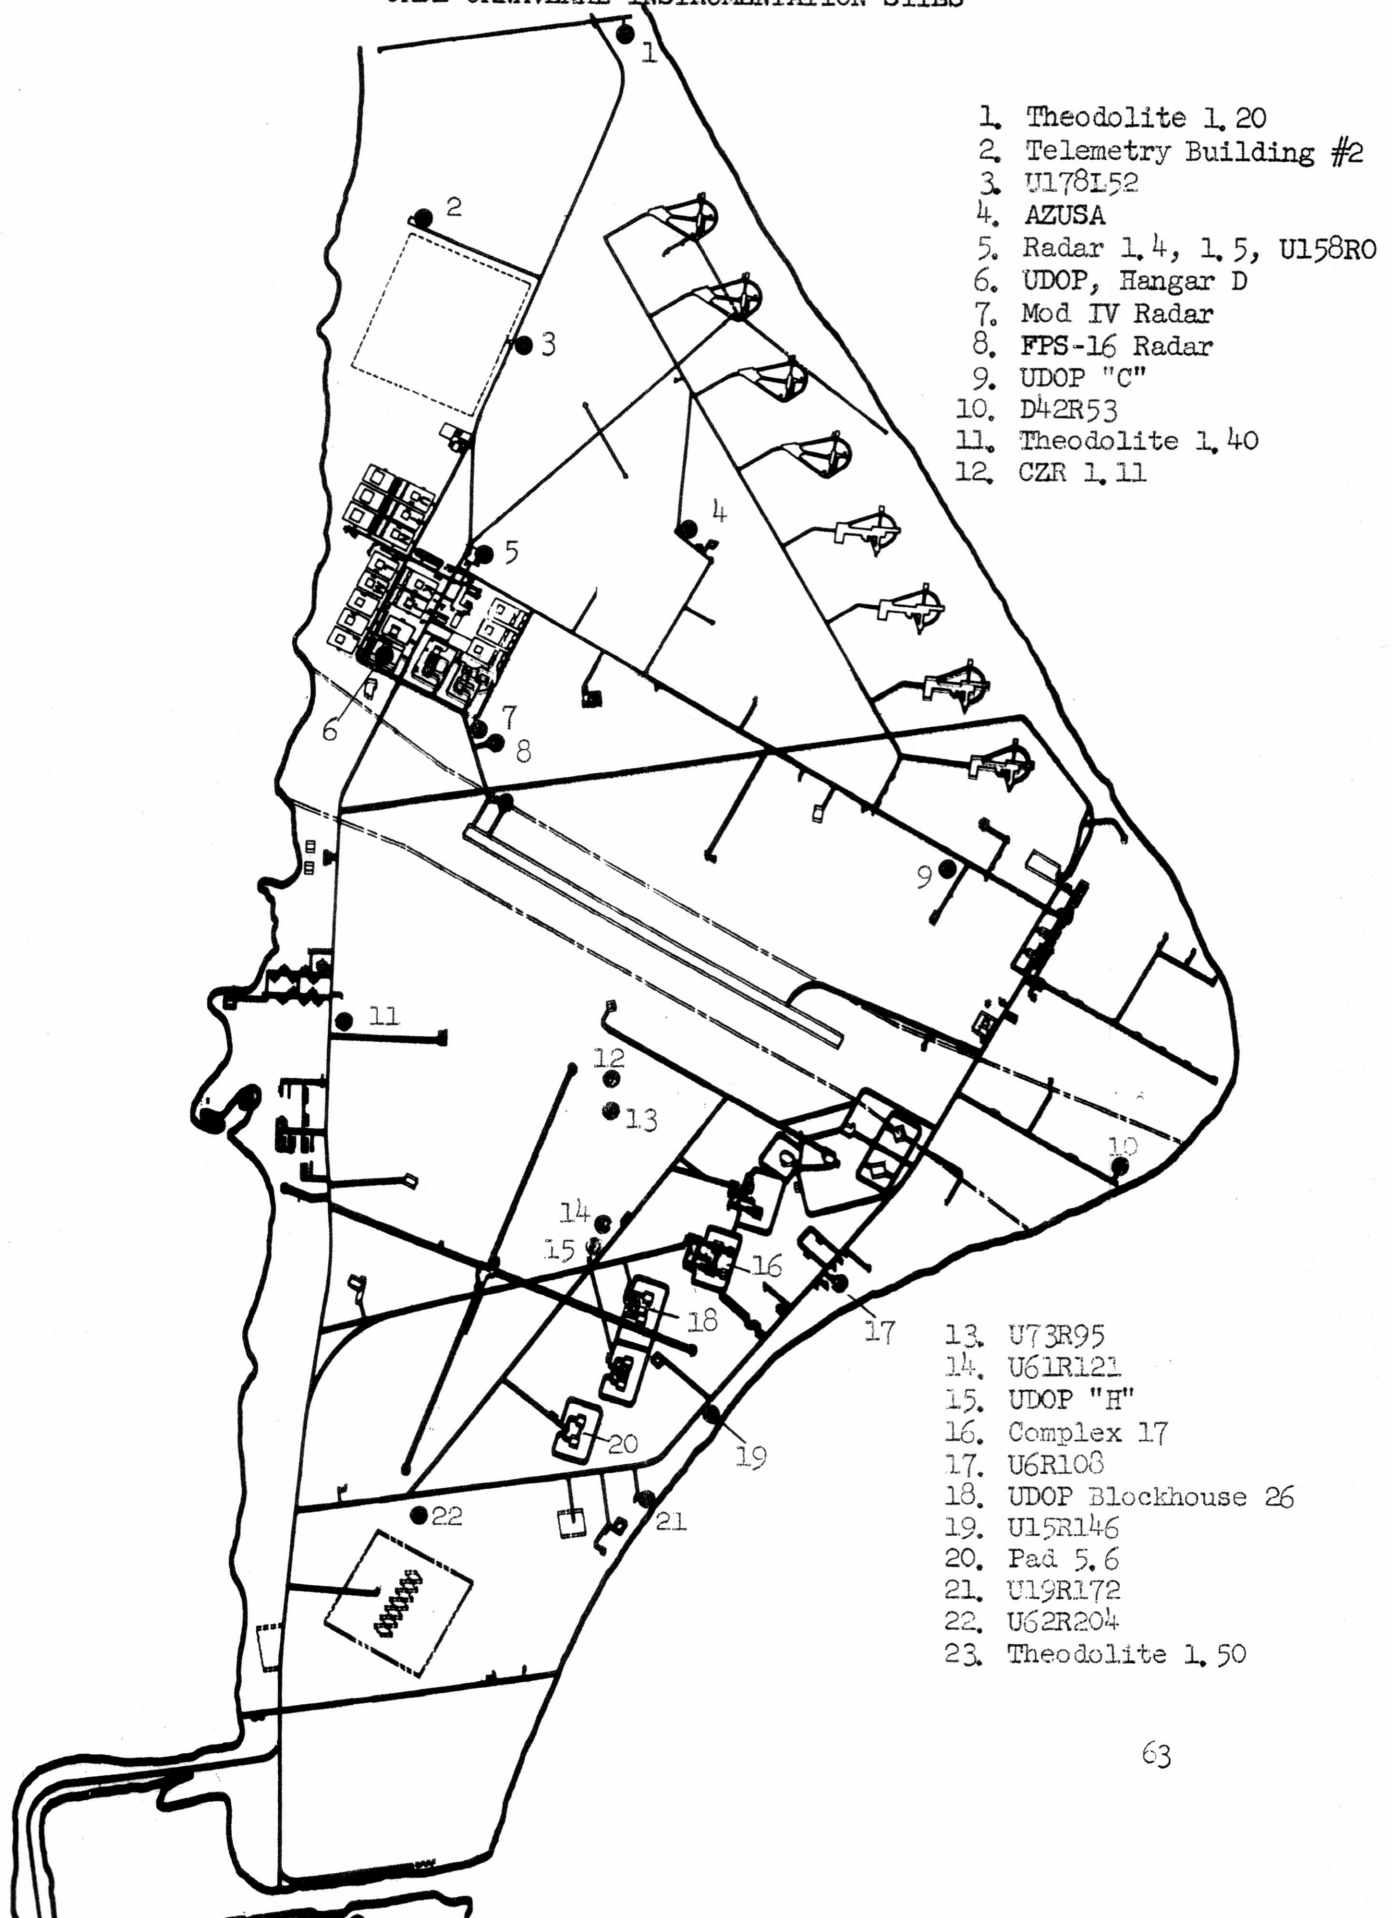 CAPE CANAVERAL INSTRUMENTATION SITES
1
1. Theodolite 1.20
2. Telemetry Building #2
3. U178L52
4. AZUSA
5. Radar 1.4, 1.5, U158R0
6. UDOP, Hangar D
7. Mod IV Radar
8. FPS-16 Radar
9. UDOP "C"
10. D42R53
11. Theodolite 1.40
12. CZR 1.11
2
3
4
5
6
7
8
9
11
12
13
10
14
15
16
17
18
19
20
21
22
13. U73R95
14. U61R121
15. UDOP "H"
16. Complex 17
17. U6R108
18. UDOP Blockhouse 26
19. U15R146
20. Pad 5.6
21. U19R172
22. U62R204
23. Theodolite 1.50
63